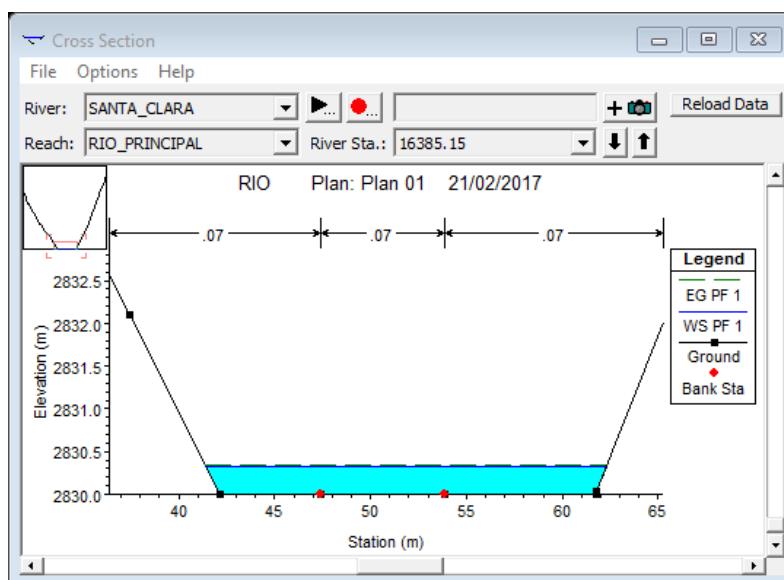 Cross Section
File Options Help
River: SANTA_CLARA Reload Data
Reach: RIO_PRINCIPAL River Sta.: 16385.15
RIO Plan: Plan 01 21/02/2017
.07 .07 .07
Legend
EG PF 1
WS PF 1
Ground
Bank Sta
Elevation (m)
2832.5
2832.0
2831.5
2831.0
2830.5
2830.0
40 45 50 55 60 65
Station (m)